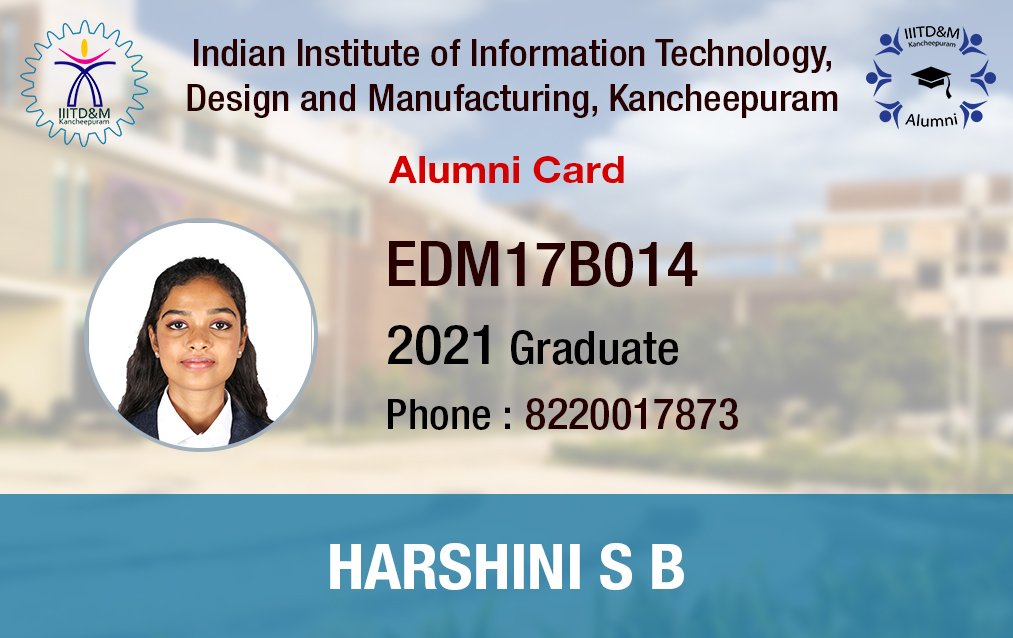 Indian Institute of Information Technology,
Design and Manufacturing, Kancheepuram
IIITD&M
Kancheepuram
IIITD&M
Kancheepuram
Alumni
Alumni Card
EDM17B014
2021 Graduate
Phone : 8220017873
HARSHINI S B